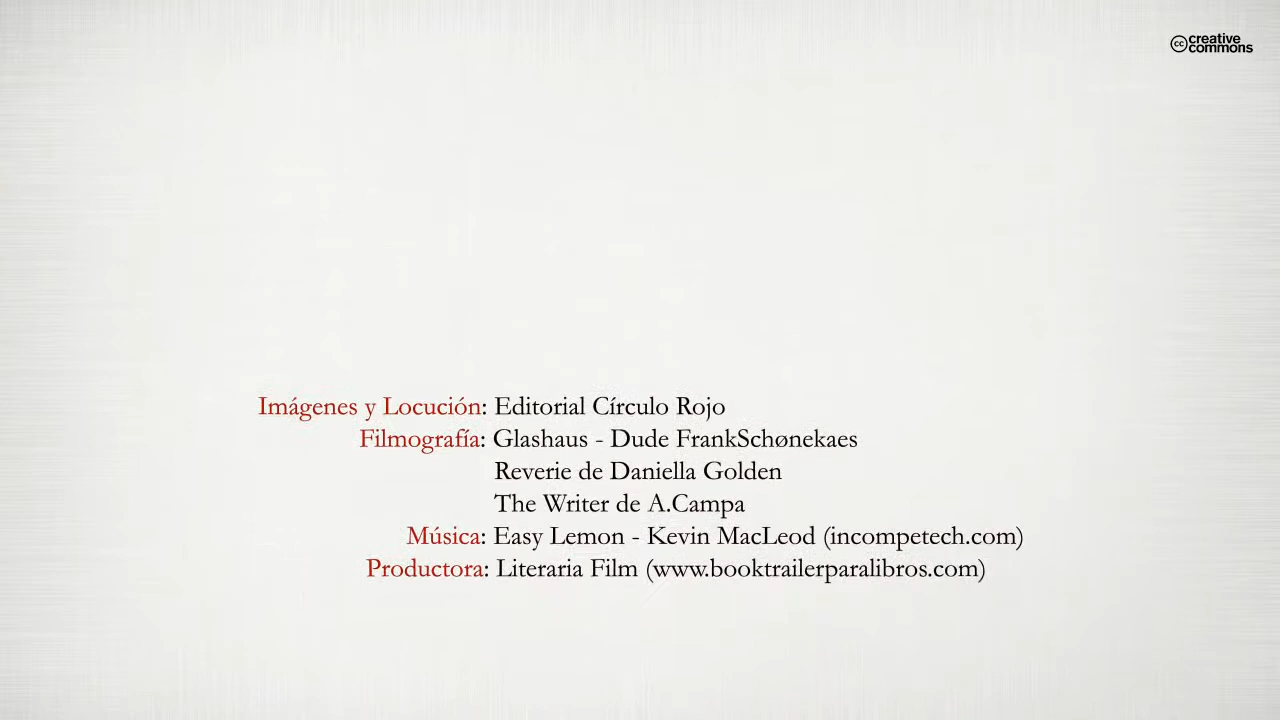 cc creative
commons
Imágenes y Locución: Editorial Círculo Rojo
Filmografía: Glashaus - Dude FrankSchønekaes
Reverie de Daniella Golden
The Writer de A.Campa
Música: Easy Lemon - Kevin MacLeod (incompetech.com)
Productora: Literaria Film (www.booktrailerparalibros.com)